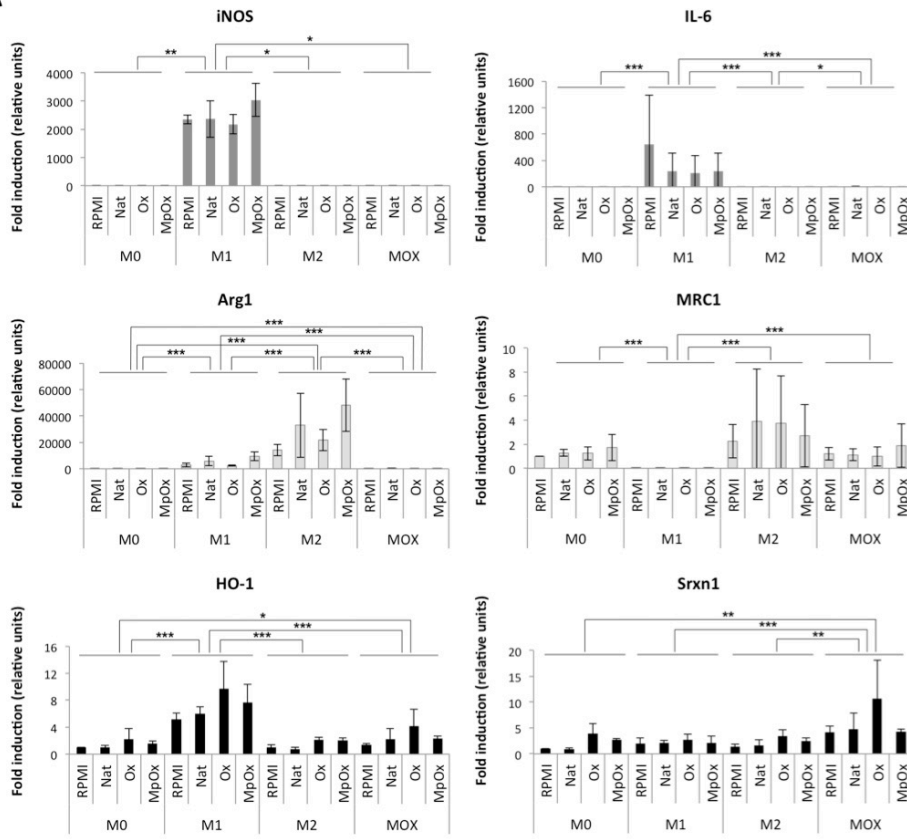 iNOS
** * *
Fold induction (relative units)
4000
3000
2000
1000
0
RPMI Nat Ox MpOx RPMI Nat Ox MpOx RPMI Nat Ox MpOx RPMI Nat Ox MpOx
M0 M1 M2 MOX
IL-6
*** *** *** *
Fold induction (relative units)
1600
1200
800
400
0
RPMI Nat Ox MpOx RPMI Nat Ox MpOx RPMI Nat Ox MpOx RPMI Nat Ox MpOx
M0 M1 M2 MOX
Arg1
***
***
***
*** *** ***
Fold induction (relative units)
80000
60000
40000
20000
0
RPMI Nat Ox MpOx RPMI Nat Ox MpOx RPMI Nat Ox MpOx RPMI Nat Ox MpOx
M0 M1 M2 MOX
MRC1
***
*** ***
Fold induction (relative units)
10
8
6
4
2
0
RPMI Nat Ox MpOx RPMI Nat Ox MpOx RPMI Nat Ox MpOx RPMI Nat Ox MpOx
M0 M1 M2 MOX
HO-1
*
***
*** ***
Fold induction (relative units)
16
12
8
4
0
RPMI Nat Ox MpOx RPMI Nat Ox MpOx RPMI Nat Ox MpOx RPMI Nat Ox MpOx
M0 M1 M2 MOX
Srxn1
**
***
**
Fold induction (relative units)
20
15
10
5
0
RPMI Nat Ox MpOx RPMI Nat Ox MpOx RPMI Nat Ox MpOx RPMI Nat Ox MpOx
M0 M1 M2 MOX